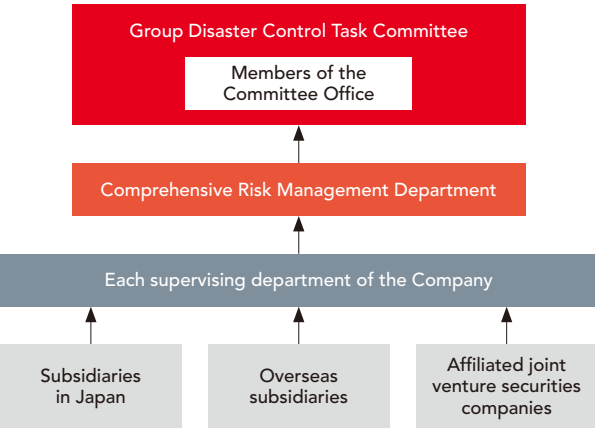 Group Disaster Control Task Committee
Members of the
Committee Office
Comprehensive Risk Management Department
Each supervising department of the Company
Subsidiaries
in Japan
Overseas
subsidiaries
Affiliated joint
venture securities
companies